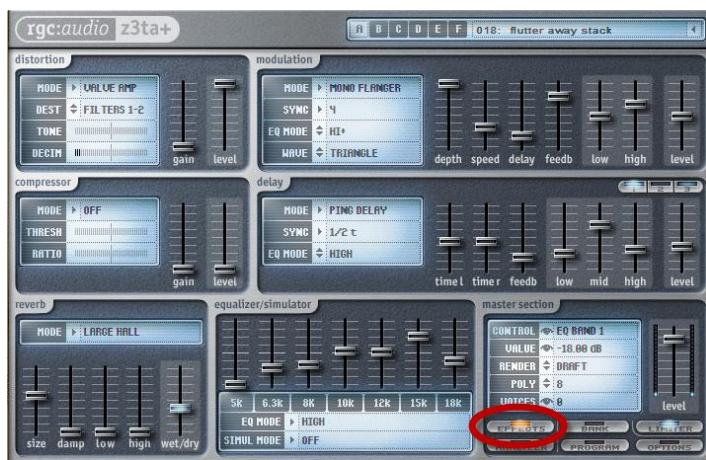 rgc:audio z3ta+
A B C D E F 018: flutter away stack
distortion
MODE VALVE AMP
DEST FILTERS 1-2
TONE
DECIM
gain level
modulation
MODE MONO FLANGER
SYNC 4
EQ MODE HI+
WAVE TRIANGLE
depth speed delay feedb low high level
compressor
MODE OFF
THRESH
RATIO
gain level
delay
1 2 3
MODE PING DELAY
SYNC 1/2 t
EQ MODE HIGH
time l time r feedb low mid high level
reverb
MODE LARGE HALL
size damp low high wet/dry
equalizer/simulator
5k 6.3k 8K 10k 12k 15k 18k
EQ MODE HIGH
SIMUL MODE OFF
master section
CONTROL EQ BAND 1
VALUE -18.00 dB
RENDER DRAFT
POLY 8
VOICES 0
level
EFFECTS BANK LIMITER
PROGRAM OPTIONS